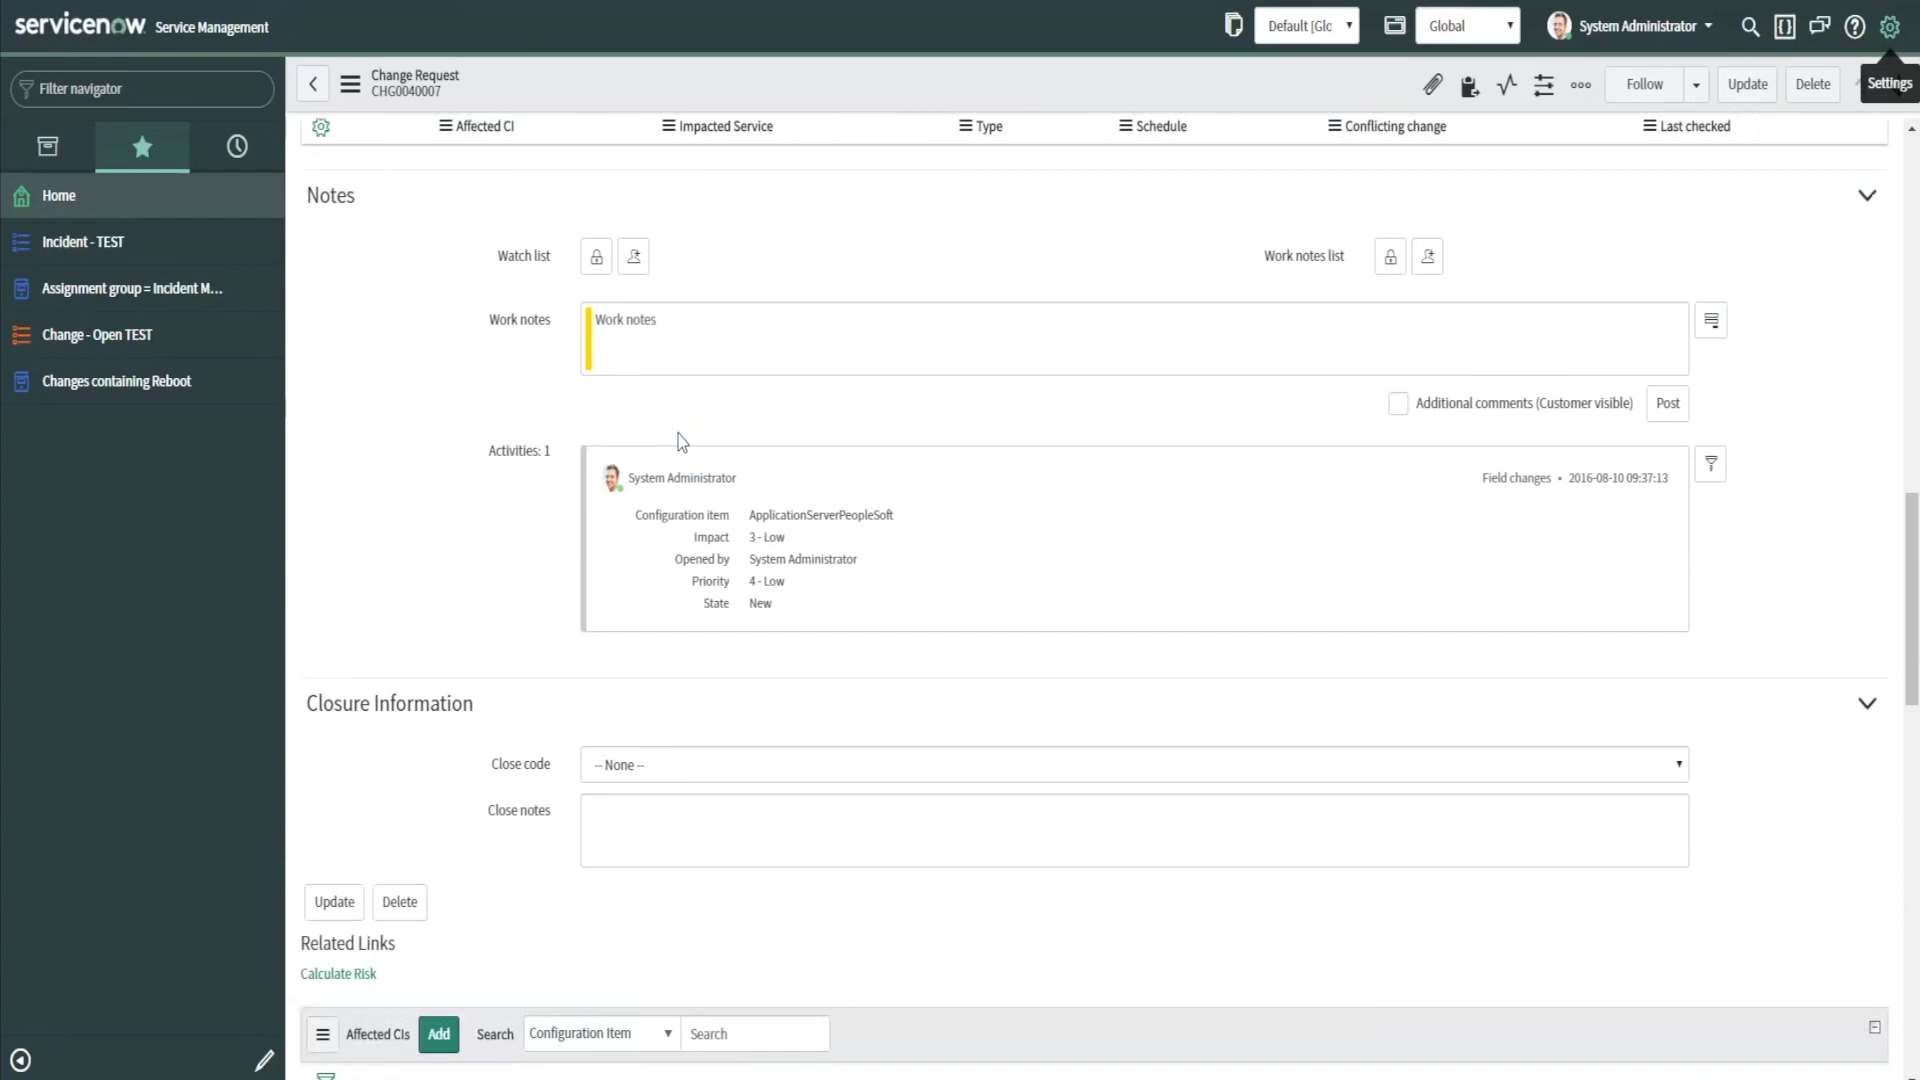 servicenow Service Management
Default [Glo
Global
System Administrator
Filter navigator
Change Request
CHG0040007
Follow
Update
Delete
Settings
Affected CI
Impacted Service
Type
Schedule
Conflicting change
Last checked
Home
Incident - TEST
Assignment group = Incident M...
Change - Open TEST
Changes containing Reboot
Notes
Watch list
Work notes list
Work notes
Work notes
Additional comments (Customer visible)
Post
Activities: 1
System Administrator
Field changes • 2016-08-10 09:37:13
Configuration item ApplicationServerPeopleSoft
Impact 3 - Low
Opened by System Administrator
Priority 4 - Low
State New
Closure Information
Close code
-- None --
Close notes
Update
Delete
Related Links
Calculate Risk
Affected CIs
Add
Search
Configuration Item
Search